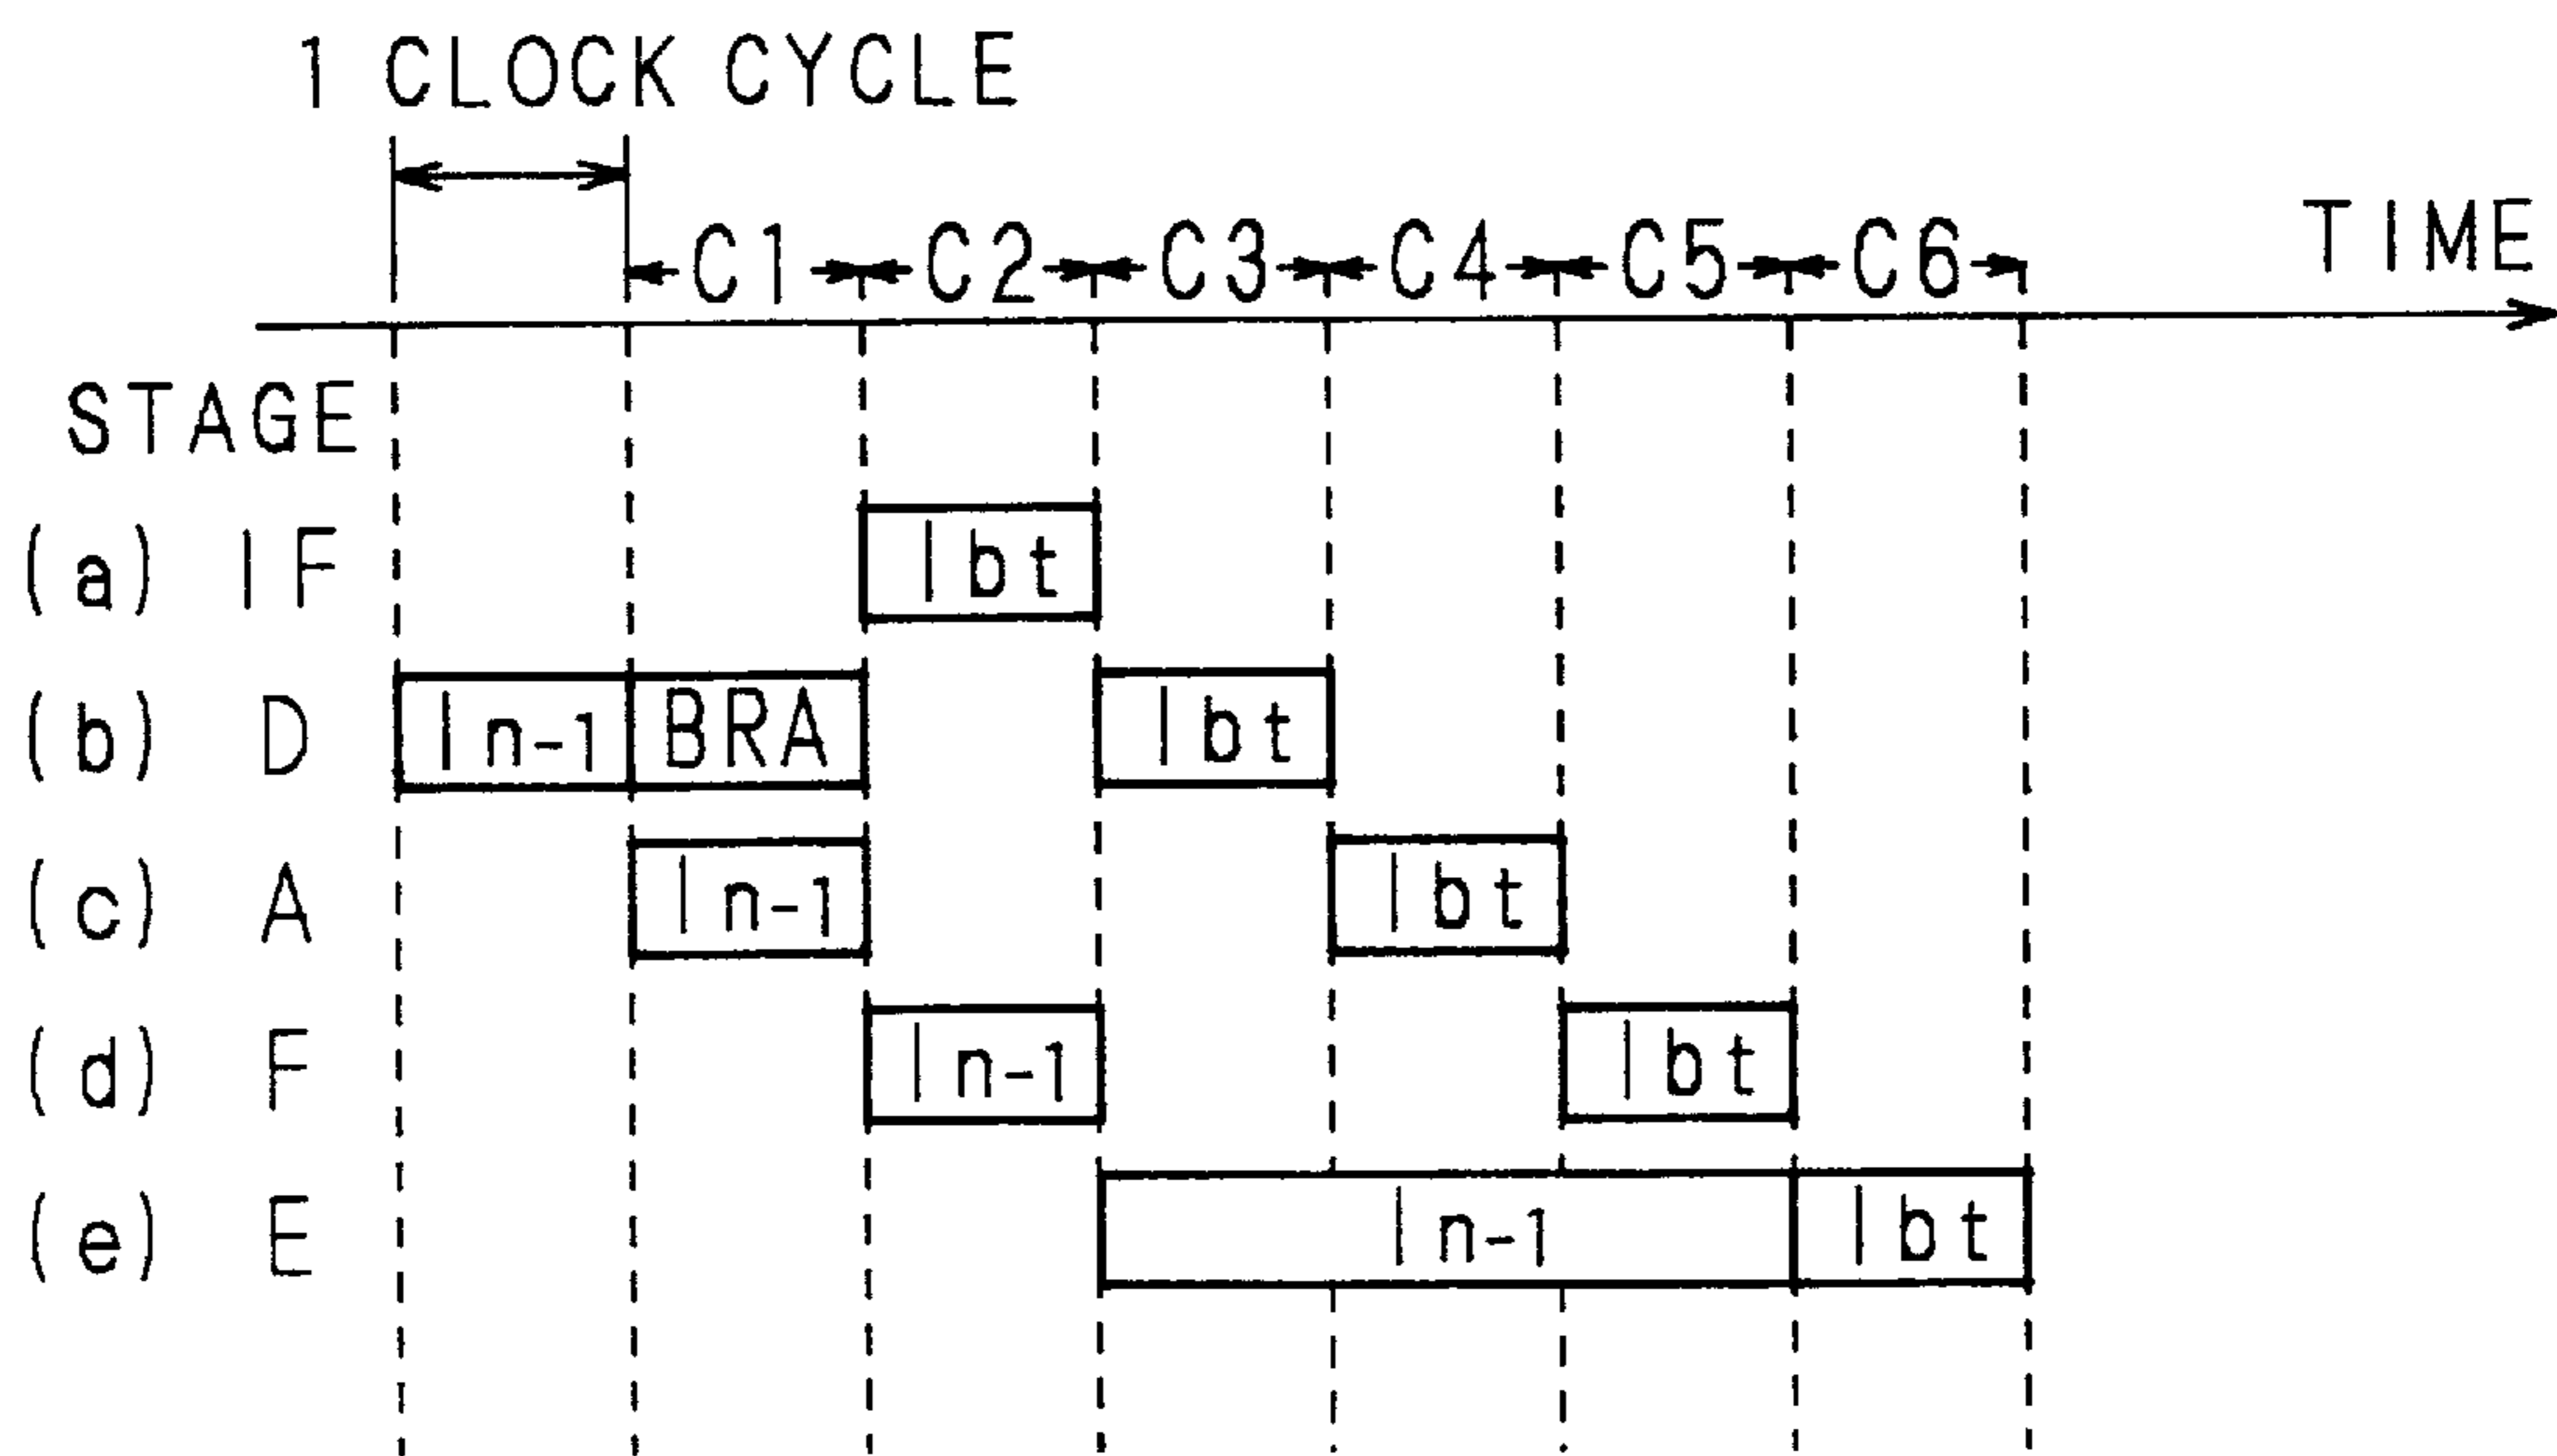 1 CLOCK CYCLE
C1 C2 C3 C4 C5 C6 TIME
STAGE
(a) IF Ibt
(b) D In-1 BRA Ibt
(c) A In-1 Ibt
(d) F In-1 Ibt
(e) E In-1 Ibt